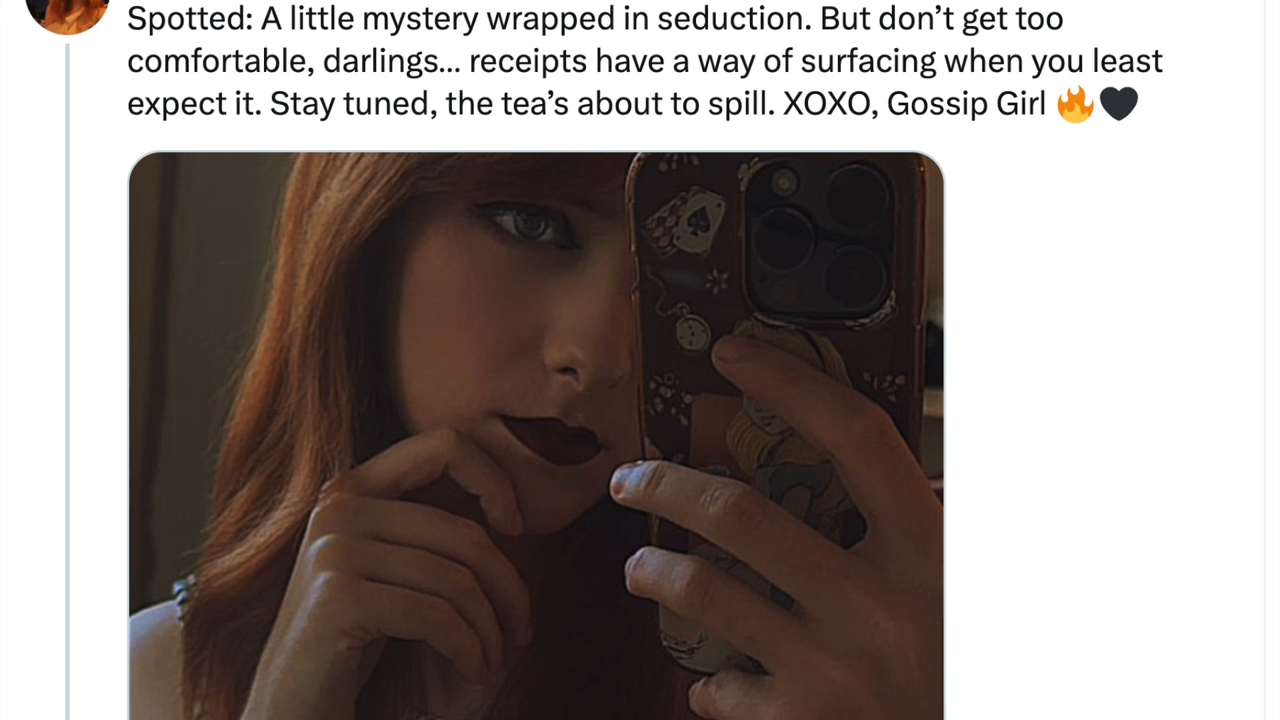 Spotted: A little mystery wrapped in seduction. But don’t get too
comfortable, darlings... receipts have a way of surfacing when you least
expect it. Stay tuned, the tea’s about to spill. XOXO, Gossip Girl 🔥🖤